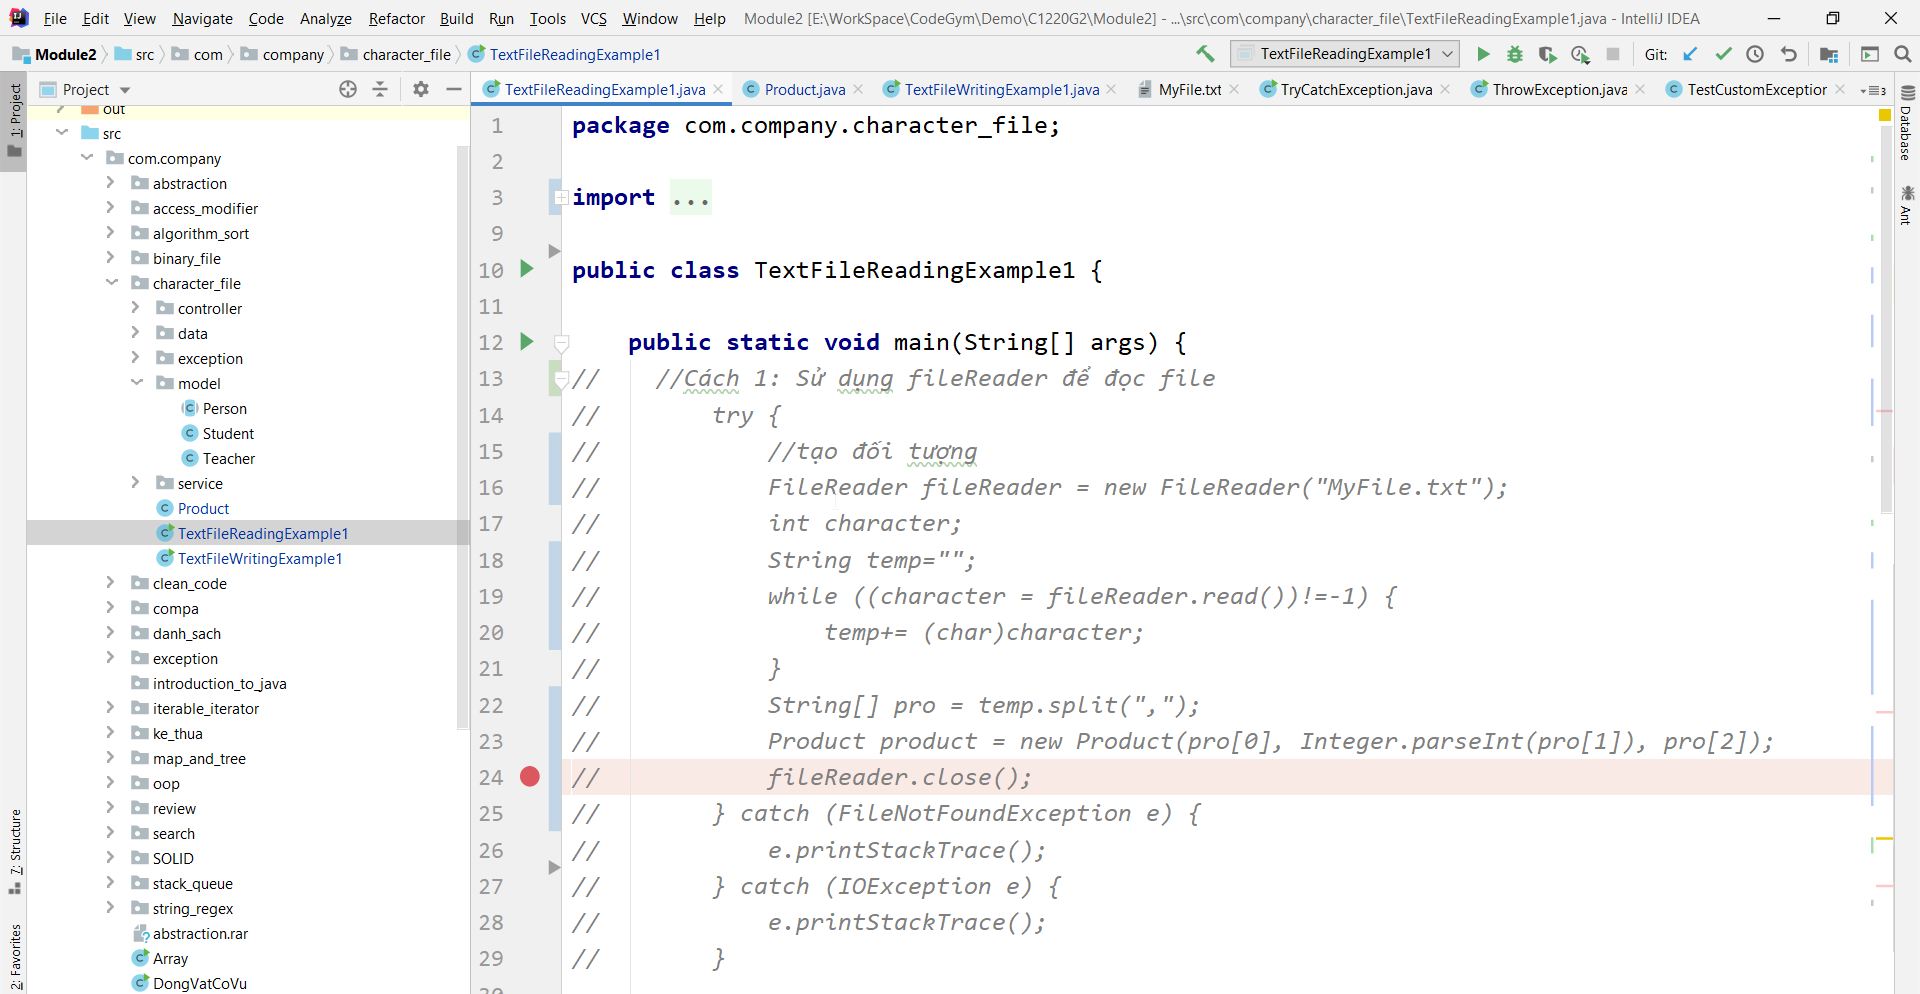 File Edit View Navigate Code Analyze Refactor Build Run Tools VCS Window Help Module2 [E:\WorkSpace\CodeGym\Demo\C1220G2\Module2] - ...\src\com\company\character_file\TextFileReadingExample1.java - IntelliJ IDEA
Module2 src com company character_file TextFileReadingExample1 TextFileReadingExample1 Git:
Project TextFileReadingExample1.java Product.java TextFileWritingExample1.java MyFile.txt TryCatchException.java ThrowException.java TestCustomException 3
1: Project
7: Structure
2: Favorites
out
src
com.company
abstraction
access_modifier
algorithm_sort
binary_file
character_file
controller
data
exception
model
Person
Student
Teacher
service
Product
TextFileReadingExample1
TextFileWritingExample1
clean_code
compa
danh_sach
exception
introduction_to_java
iterable_iterator
ke_thua
map_and_tree
oop
review
search
SOLID
stack_queue
string_regex
abstraction.rar
Array
DongVatCoVu
1 package com.company.character_file;
2
3 import ...
9
10 public class TextFileReadingExample1 {
11
12 public static void main(String[] args) {
13 // //Cách 1: Sử dụng fileReader để đọc file
14 // try {
15 // //tạo đối tượng
16 // FileReader fileReader = new FileReader("MyFile.txt");
17 // int character;
18 // String temp="";
19 // while ((character = fileReader.read())!=-1) {
20 // temp+= (char)character;
21 // }
22 // String[] pro = temp.split(",");
23 // Product product = new Product(pro[0], Integer.parseInt(pro[1]), pro[2]);
24 // fileReader.close();
25 // } catch (FileNotFoundException e) {
26 // e.printStackTrace();
27 // } catch (IOException e) {
28 // e.printStackTrace();
29 // }
30
Database
Ant